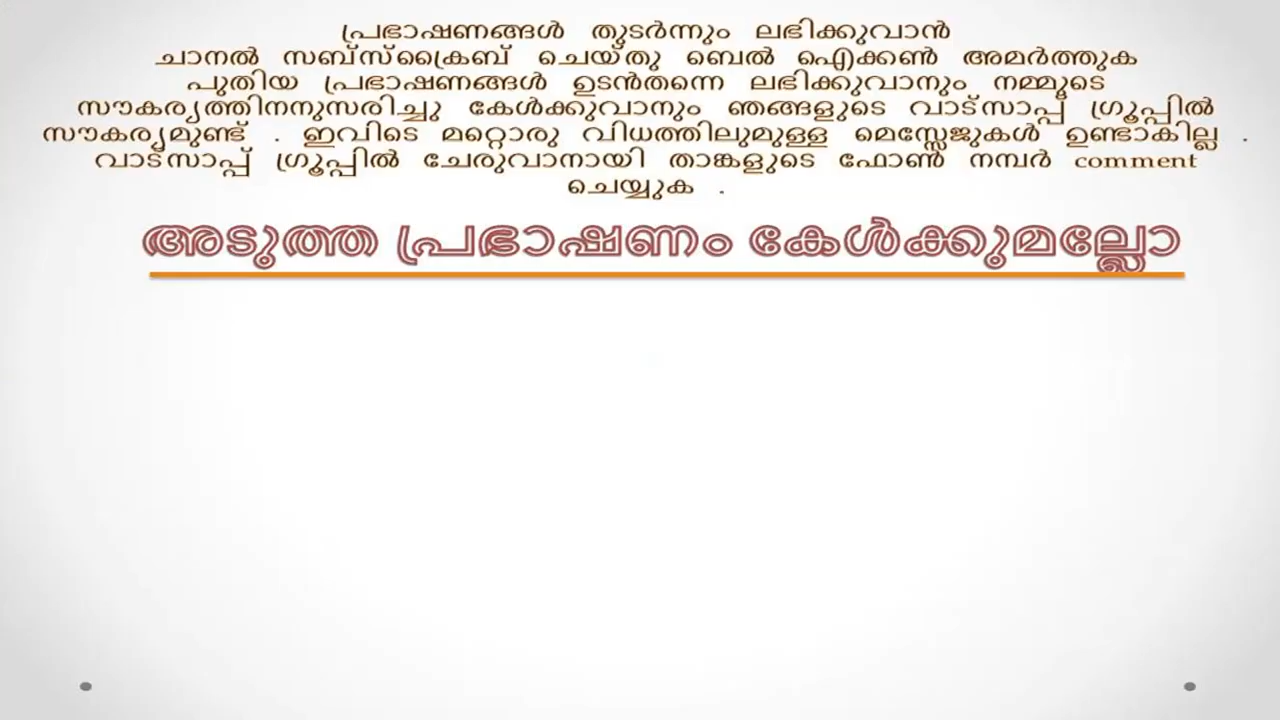 പ്രഭാഷണങ്ങൾ തുടർന്നും ലഭിക്കുവാൻ
ചാനൽ സബ്സ്ക്രൈബ് ചെയ്തു ബെൽ ഐക്കൺ അമർത്തുക
പുതിയ പ്രഭാഷണങ്ങൾ ഉടൻതന്നെ ലഭിക്കുവാനും നമ്മുടെ
സൗകര്യത്തിനനുസരിച്ചു കേൾക്കുവാനും ഞങ്ങളുടെ വാട്സാപ്പ് ഗ്രൂപ്പിൽ
സൗകര്യമുണ്ട് . ഇവിടെ മറ്റൊരു വിധത്തിലുമുള്ള മെസ്സേജുകൾ ഉണ്ടാകില്ല .
വാട്സാപ്പ് ഗ്രൂപ്പിൽ ചേരുവാനായി താങ്കളുടെ ഫോൺ നമ്പർ comment
ചെയ്യുക .
അടുത്ത പ്രഭാഷണം കേൾക്കുമല്ലോ